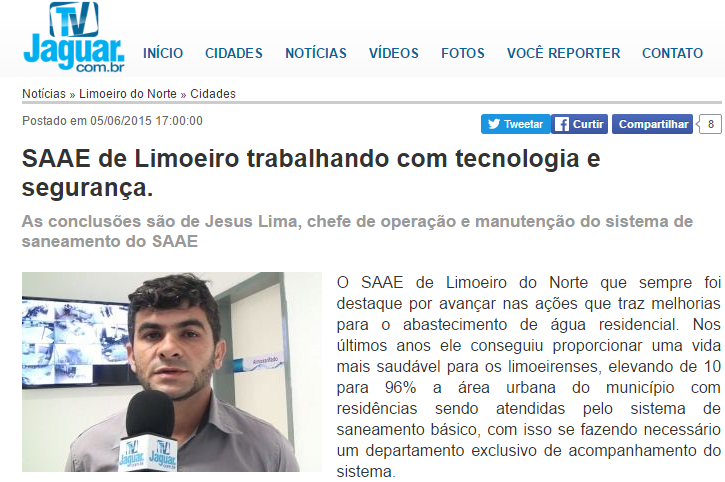 TV
Jaguar.
com.br
INÍCIO CIDADES NOTÍCIAS VÍDEOS FOTOS VOCÊ REPORTER CONTATO
Notícias » Limoeiro do Norte » Cidades
Postado em 05/06/2015 17:00:00
Tweetar Curtir Compartilhar 8
SAAE de Limoeiro trabalhando com tecnologia e
segurança.
As conclusões são de Jesus Lima, chefe de operação e manutenção do sistema de
saneamento do SAAE
O SAAE de Limoeiro do Norte que sempre foi
destaque por avançar nas ações que traz melhorias
para o abastecimento de água residencial. Nos
últimos anos ele conseguiu proporcionar uma vida
mais saudável para os limoeirenses, elevando de 10
para 96% a área urbana do município com
residências sendo atendidas pelo sistema de
saneamento básico, com isso se fazendo necessário
um departamento exclusivo de acompanhamento do
sistema.
Almoxarifado
TV TV
Jaguar. Jaguar.
com.br com.br